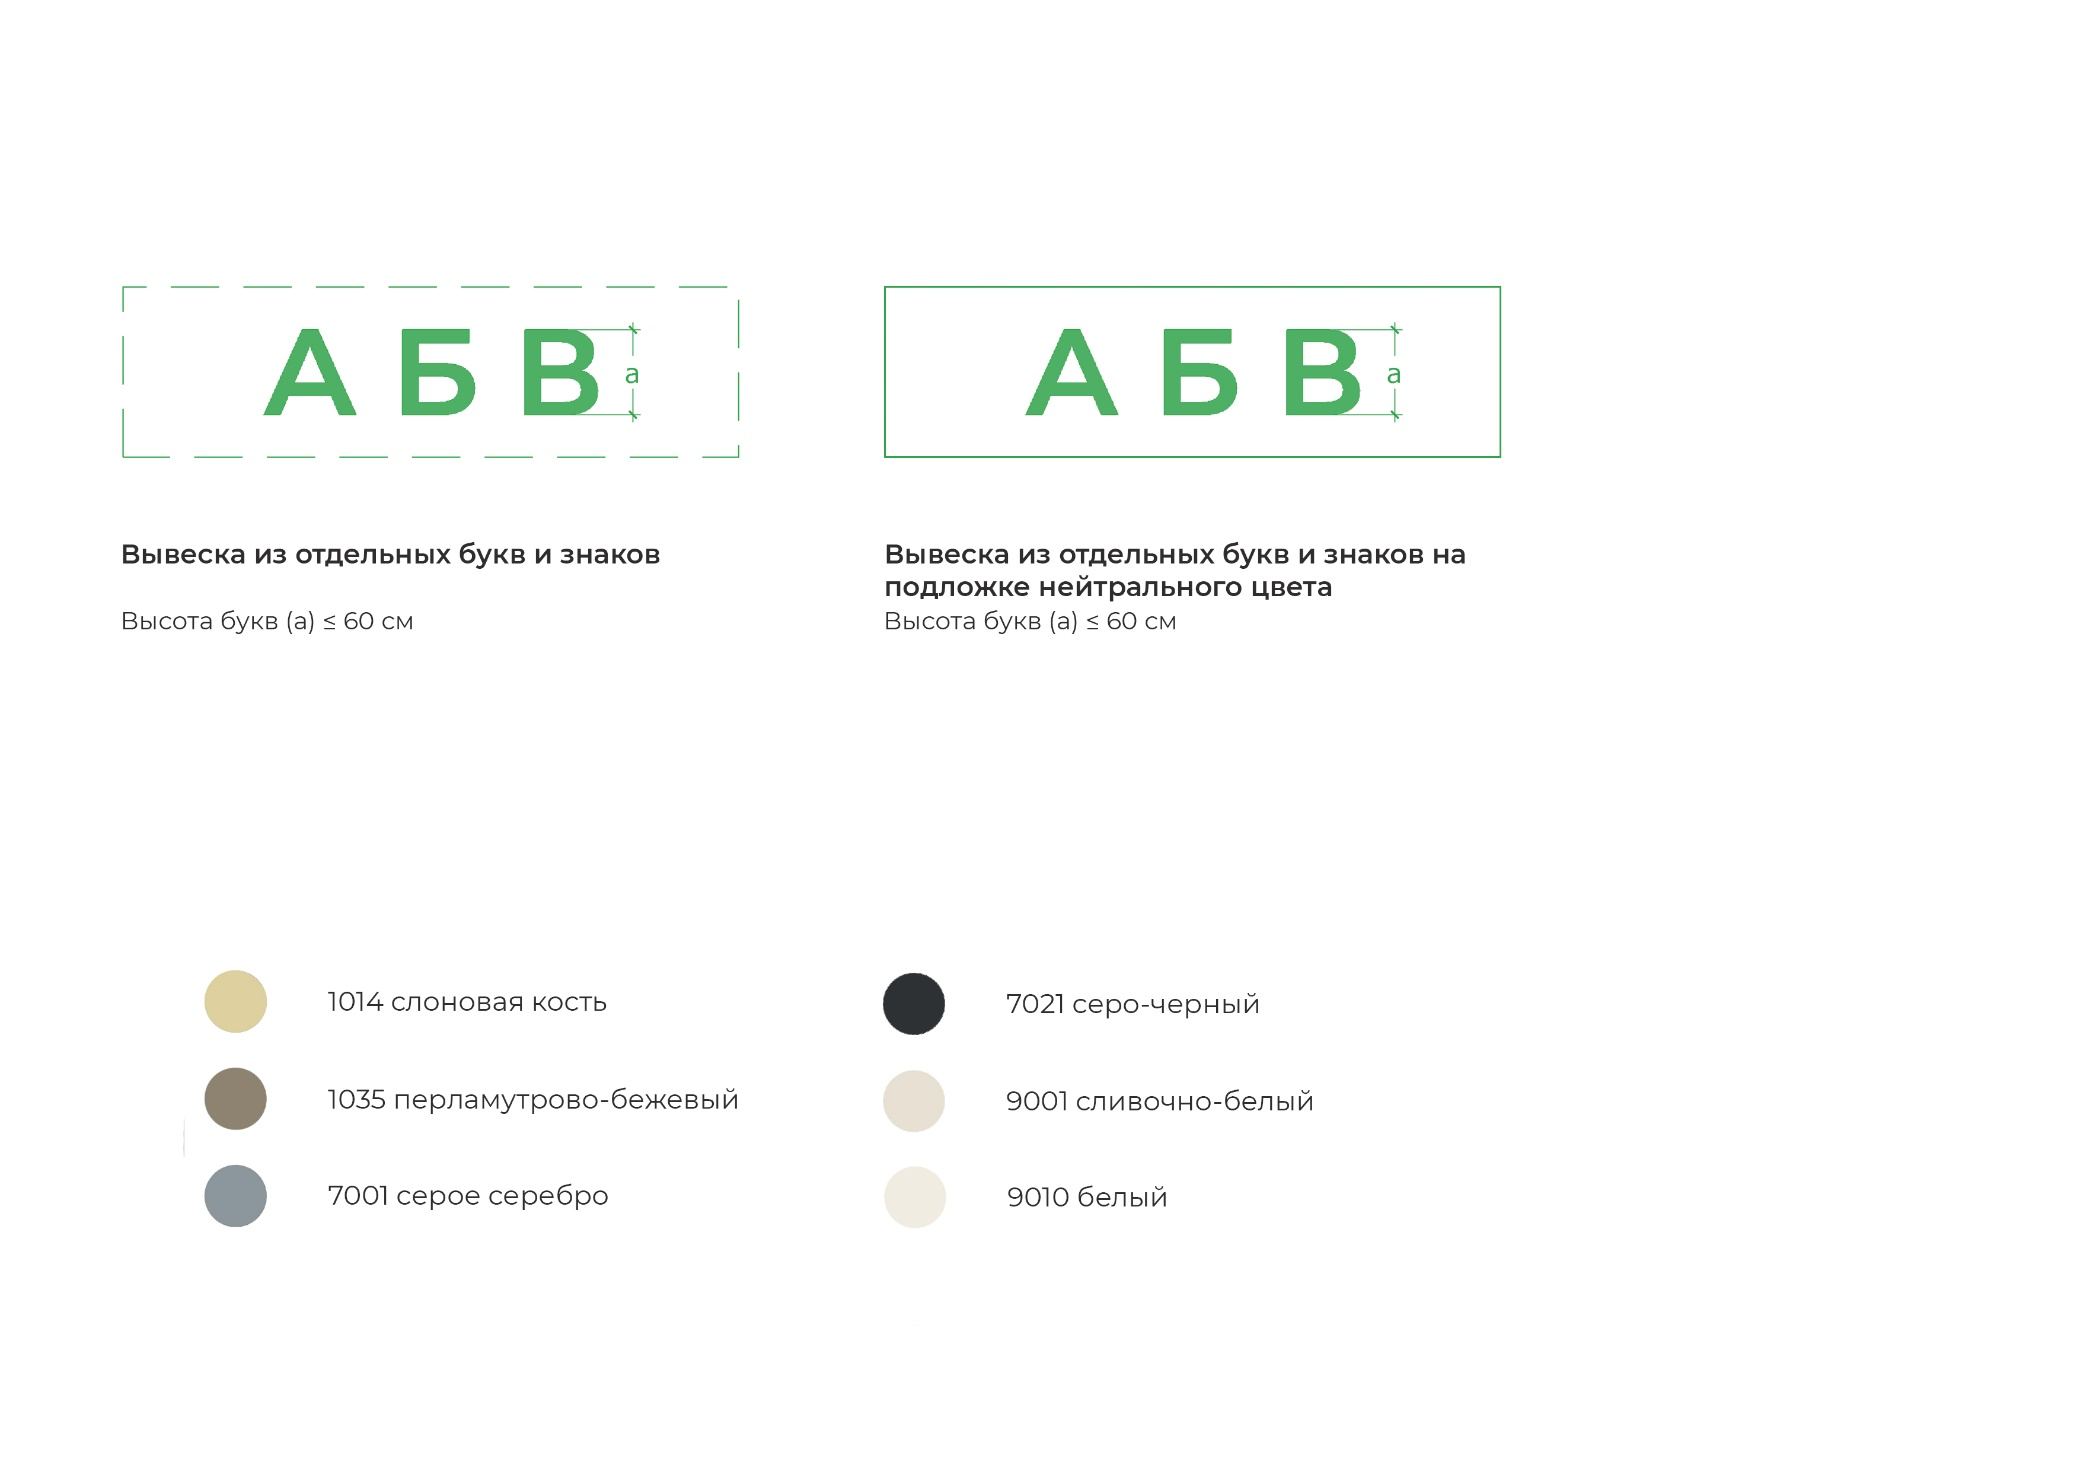 А Б В
a
А Б В
a
Вывеска из отдельных букв и знаков
Высота букв (а) ≤ 60 см
Вывеска из отдельных букв и знаков на
подложке нейтрального цвета
Высота букв (а) ≤ 60 см
1014 слоновая кость
1035 перламутрово-бежевый
7001 серое серебро
7021 серо-черный
9001 сливочно-белый
9010 белый